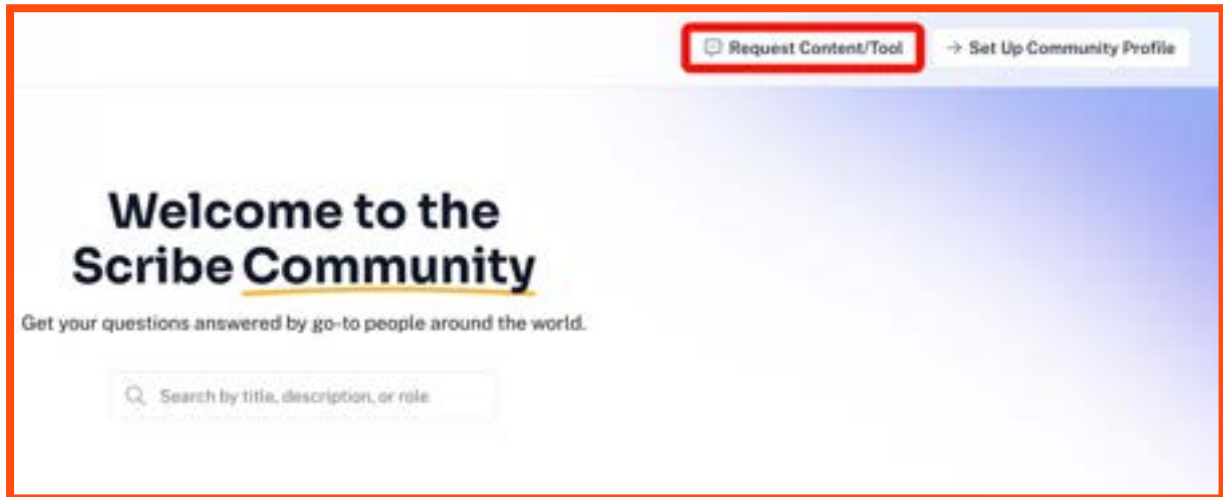 Request Content/Tool
→ Set Up Community Profile
Welcome to the
Scribe Community
Get your questions answered by go-to people around the world.
Search by title, description, or role